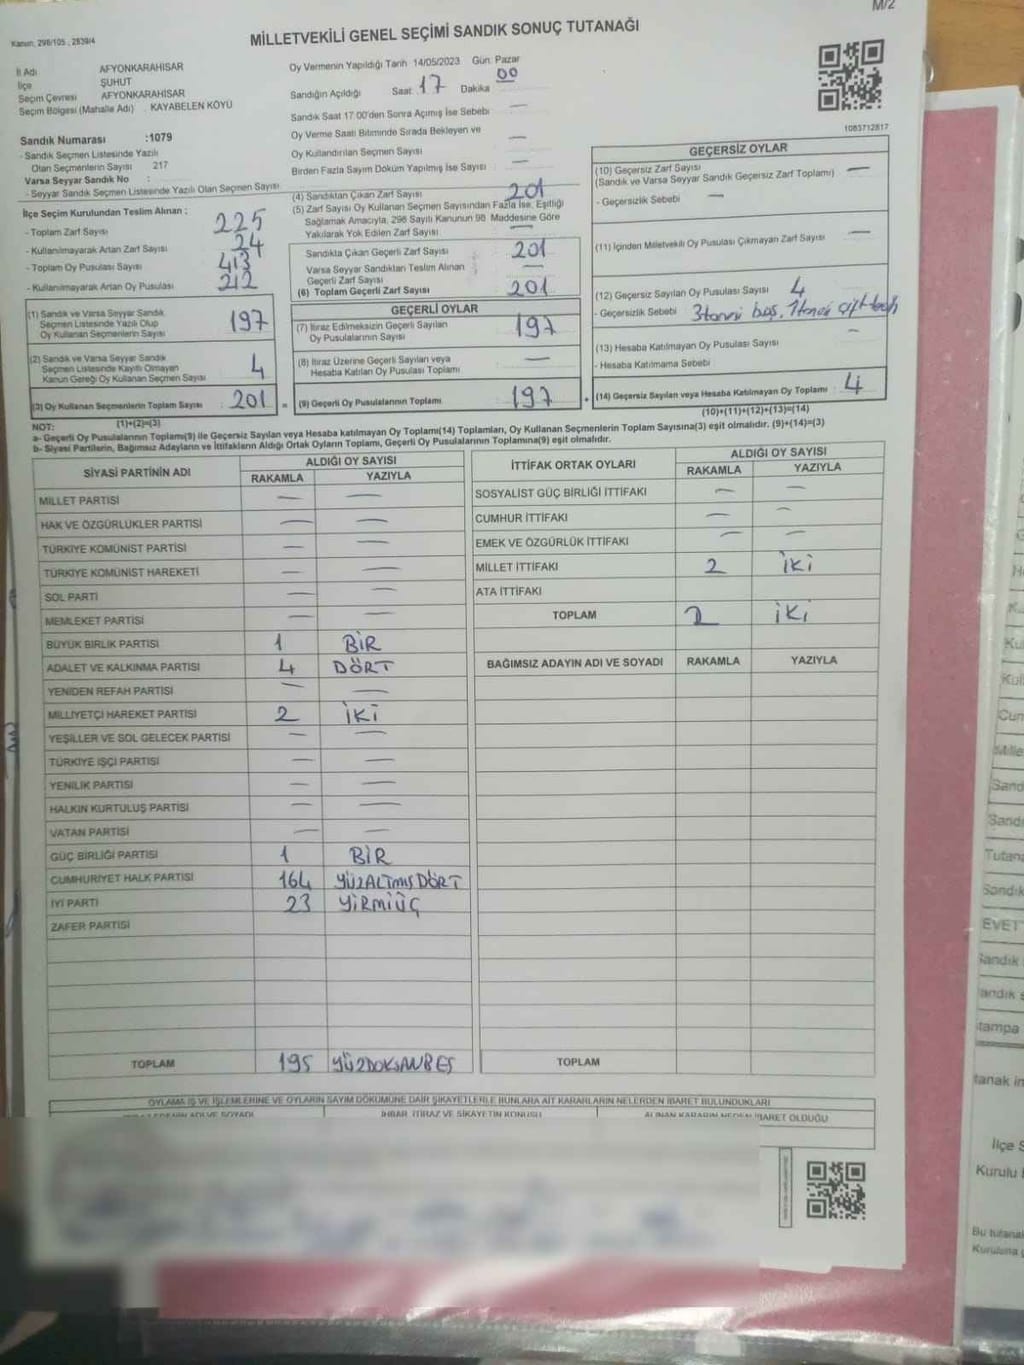 M/2
Kanun, 298/105 , 2839/4
MİLLETVEKİLİ GENEL SEÇİMİ SANDIK SONUÇ TUTANAĞI
İl Adı AFYONKARAHİSAR
İlçe ŞUHUT
Seçim Çevresi AFYONKARAHİSAR
Seçim Bölgesi (Mahalle Adı) . KAYABELEN KÖYÜ
Sandık Numarası :1079
- Sandık Seçmen Listesinde Yazılı
Olan Seçmenlerin Sayısı 217
Varsa Seyyar Sandık No :
- Seyyar Sandık Seçmen Listesinde Yazılı Olan Seçmen Sayısı
İlçe Seçim Kurulundan Teslim Alınan :
- Toplam Zarf Sayısı 225
- Kullanılmayarak Artan Zarf Sayısı 24
- Toplam Oy Pusulası Sayısı 413
- Kullanılmayarak Artan Oy Pusulası 212
(1) Sandık ve Varsa Seyyar Sandık
Seçmen Listesinde Yazılı Olup
Oy Kullanan Seçmenlerin Sayısı 197
(2) Sandık ve Varsa Seyyar Sandık
Seçmen Listesinde Kayıtlı Olmayan
Kanun Gereği Oy Kullanan Seçmen Sayısı 4
(3) Oy Kullanan Seçmenlerin Toplam Sayısı 201
(1)+(2)=(3)
Oy Vermenin Yapıldığı Tarih 14/05/2023 Gün: Pazar
Sandığın Açıldığı Saat 17 Dakika 00
Sandık Saat 17.00'den Sonra Açılmış İse Sebebi —
Oy Verme Saati Bitiminde Sırada Bekleyen ve
Oy Kullandırılan Seçmen Sayısı —
Birden Fazla Sayım Döküm Yapılmış İse Sayısı —
(4) Sandıktan Çıkan Zarf Sayısı 201
(5) Zarf Sayısı Oy Kullanan Seçmen Sayısından Fazla İse, Eşitliği
Sağlamak Amacıyla, 298 Sayılı Kanunun 98. Maddesine Göre
Yakılarak Yok Edilen Zarf Sayısı —
Sandıkta Çıkan Geçerli Zarf Sayısı 201
Varsa Seyyar Sandıktan Teslim Alınan
Geçerli Zarf Sayısı —
(6) Toplam Geçerli Zarf Sayısı 201
GEÇERLİ OYLAR
(7) İtiraz Edilmeksizin Geçerli Sayılan
Oy Pusulalarının Sayısı 197
(8) İtiraz Üzerine Geçerli Sayılan veya
Hesaba Katılan Oy Pusulası Toplamı —
(9) Geçerli Oy Pusulalarının Toplamı 197
1083712817
GEÇERSİZ OYLAR
(10) Geçersiz Zarf Sayısı —
(Sandık ve Varsa Seyyar Sandık Geçersiz Zarf Toplamı)
- Geçersizlik Sebebi —
(11) İçinden Milletvekili Oy Pusulası Çıkmayan Zarf Sayısı —
(12) Geçersiz Sayılan Oy Pusulası Sayısı 4
- Geçersizlik Sebebi 3 tanesi boş, 1 tanesi çift
(13) Hesaba Katılmayan Oy Pusulası Sayısı —
- Hesaba Katılmama Sebebi
(14) Geçersiz Sayılan veya Hesaba Katılmayan Oy Toplamı 4
(10)+(11)+(12)+(13)=(14)
NOT:
a- Geçerli Oy Pusulalarının Toplamı(9) ile Geçersiz Sayılan veya Hesaba katılmayan Oy Toplamı(14) Toplamları, Oy Kullanan Seçmenlerin Toplam Sayısına(3) eşit olmalıdır. (9)+(14)=(3)
b- Siyasi Partilerin, Bağımsız Adayların ve İttifakların Aldığı Ortak Oyların Toplamı, Geçerli Oy Pusulalarının Toplamına(9) eşit olmalıdır.
SİYASİ PARTİNİN ADI ALDIĞI OY SAYISI
RAKAMLA YAZIYLA
MİLLET PARTİSİ — —
HAK VE ÖZGÜRLÜKLER PARTİSİ — —
TÜRKİYE KOMÜNİST PARTİSİ — —
TÜRKİYE KOMÜNİST HAREKETİ — —
SOL PARTİ — —
MEMLEKET PARTİSİ — —
BÜYÜK BİRLİK PARTİSİ 1 BİR
ADALET VE KALKINMA PARTİSİ 4 DÖRT
YENİDEN REFAH PARTİSİ — —
MİLLİYETÇİ HAREKET PARTİSİ 2 İKİ
YEŞİLLER VE SOL GELECEK PARTİSİ — —
TÜRKİYE İŞÇİ PARTİSİ — —
YENİLİK PARTİSİ — —
HALKIN KURTULUŞ PARTİSİ — —
VATAN PARTİSİ — —
GÜÇ BİRLİĞİ PARTİSİ 1 BİR
CUMHURİYET HALK PARTİSİ 164 YÜZALTMIŞDÖRT
İYİ PARTİ 23 YİRMİÜÇ
ZAFER PARTİSİ
TOPLAM 195 YÜZDOKSANBEŞ
İTTİFAK ORTAK OYLARI ALDIĞI OY SAYISI
RAKAMLA YAZIYLA
SOSYALİST GÜÇ BİRLİĞİ İTTİFAKI — —
CUMHUR İTTİFAKI — —
EMEK VE ÖZGÜRLÜK İTTİFAKI — —
MİLLET İTTİFAKI 2 İKİ
ATA İTTİFAKI
TOPLAM 2 İKİ
BAĞIMSIZ ADAYIN ADI VE SOYADI RAKAMLA YAZIYLA
TOPLAM
OYLAMA İŞ VE İŞLEMLERİNE VE OYLARIN SAYIM DÖKÜMÜNE DAİR ŞİKAYETLERLE BUNLARA AİT KARARLARIN NELERDEN İBARET BULUNDUKLARI
İHBAR, İTİRAZ VE ŞİKAYETİN KONUSU ALINAN KARARIN NEDEN İBARET OLDUĞU
Cum
Mille
Sand
Sandı
Tutana
Sandık
EVET
tanak
İlçe S
Kurulu
Bu tutanak
Kuruluna